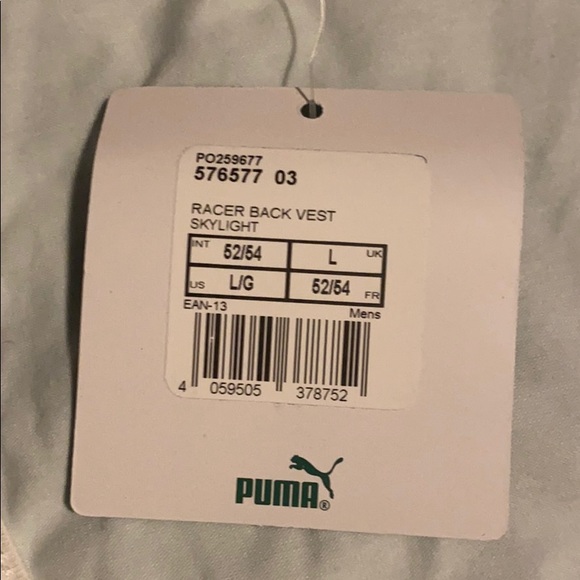 PO259677
576577 03
RACER BACK VEST
SKYLIGHT
INT 52/54 L UK
US L/G 52/54 FR
EAN-13 Mens
4 059505 378752
PUMA®